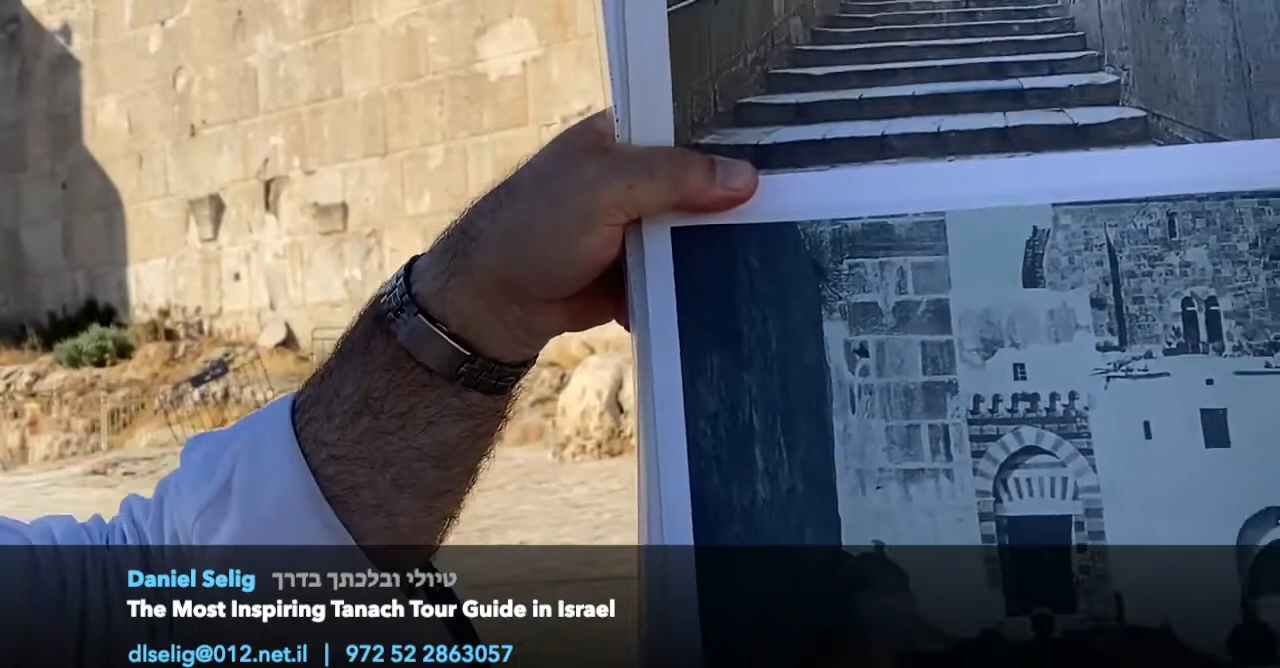 Daniel Selig טיולי ובלכתך בדרך
The Most Inspiring Tanach Tour Guide in Israel
dlselig@012.net.il | 972 52 2863057